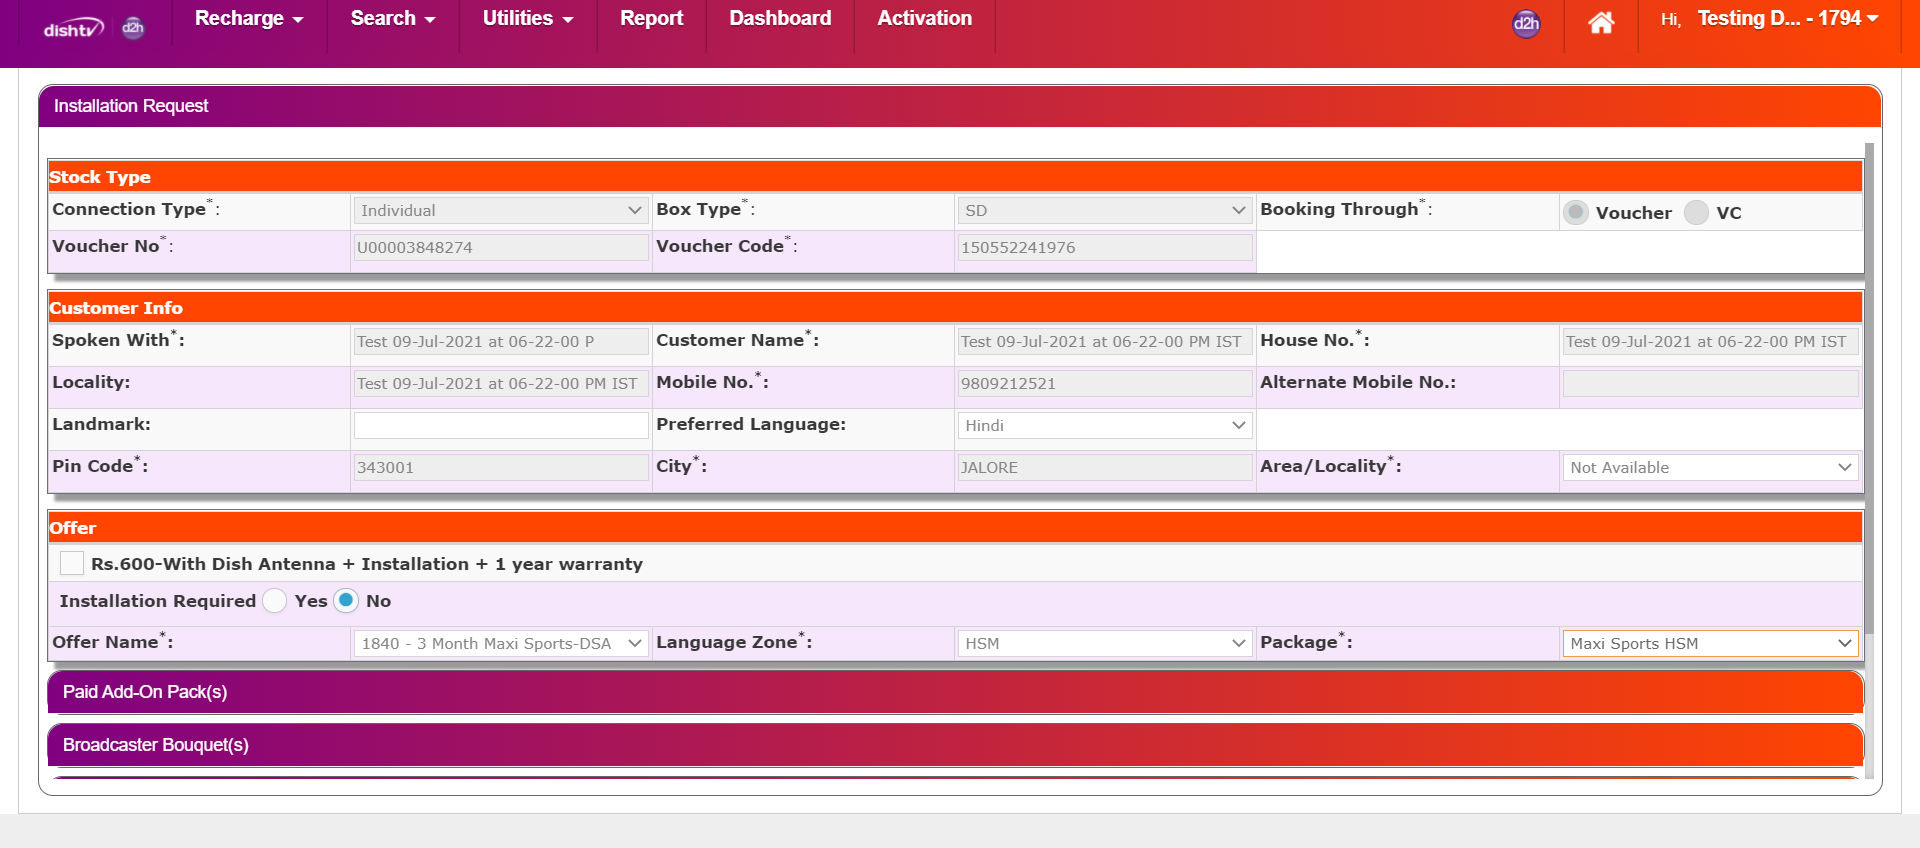 dishtv d2h Recharge Search Utilities Report Dashboard Activation d2h Hi, Testing D... - 1794
Installation Request
Stock Type
Connection Type*: Individual Box Type*: SD Booking Through*: Voucher VC
Voucher No*: U00003848274 Voucher Code*: 150552241976
Customer Info
Spoken With*: Test 09-Jul-2021 at 06-22-00 P Customer Name*: Test 09-Jul-2021 at 06-22-00 PM IST House No.*: Test 09-Jul-2021 at 06-22-00 PM IST
Locality: Test 09-Jul-2021 at 06-22-00 PM IST Mobile No.*: 9809212521 Alternate Mobile No.:
Landmark: Preferred Language: Hindi
Pin Code*: 343001 City*: JALORE Area/Locality*: Not Available
Offer
Rs.600-With Dish Antenna + Installation + 1 year warranty
Installation Required Yes No
Offer Name*: 1840 - 3 Month Maxi Sports-DSA Language Zone*: HSM Package*: Maxi Sports HSM
Paid Add-On Pack(s)
Broadcaster Bouquet(s)